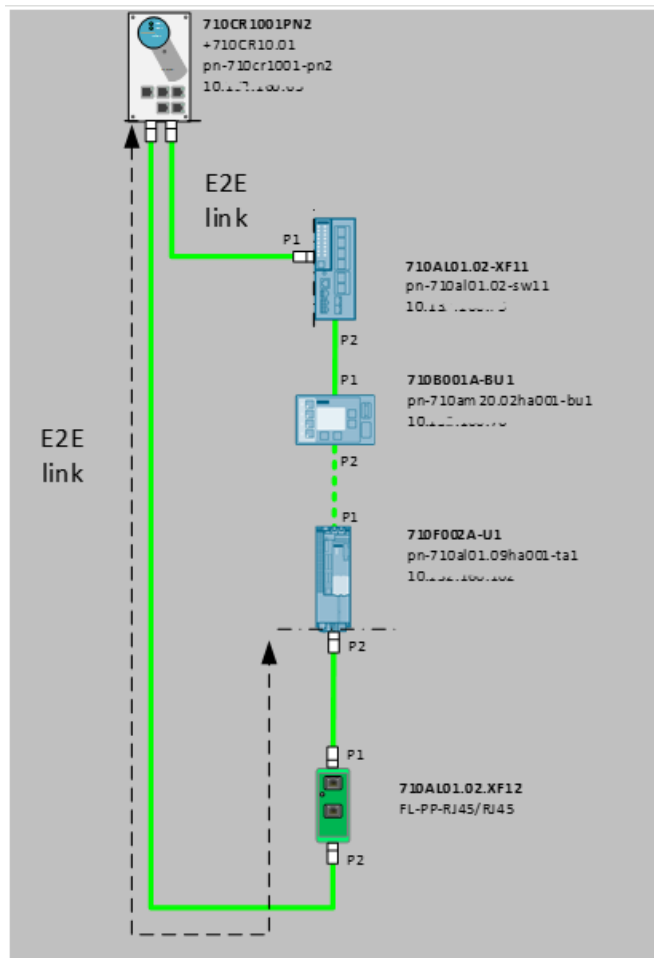 710CR1001PN2
+710CR10.01
pn-710cr1001-pn2
E2E
link
P1
710AL01.02-XF11
pn-710al01.02-sw11
P2
P1
710B001A-BU1
pn-710am20.02ha001-bu1
P2
E2E
link
P1
710F002A-U1
pn-710al01.09ha001-ta1
P2
P1
710AL01.02.XF12
FL-PP-RJ45/RJ45
P2